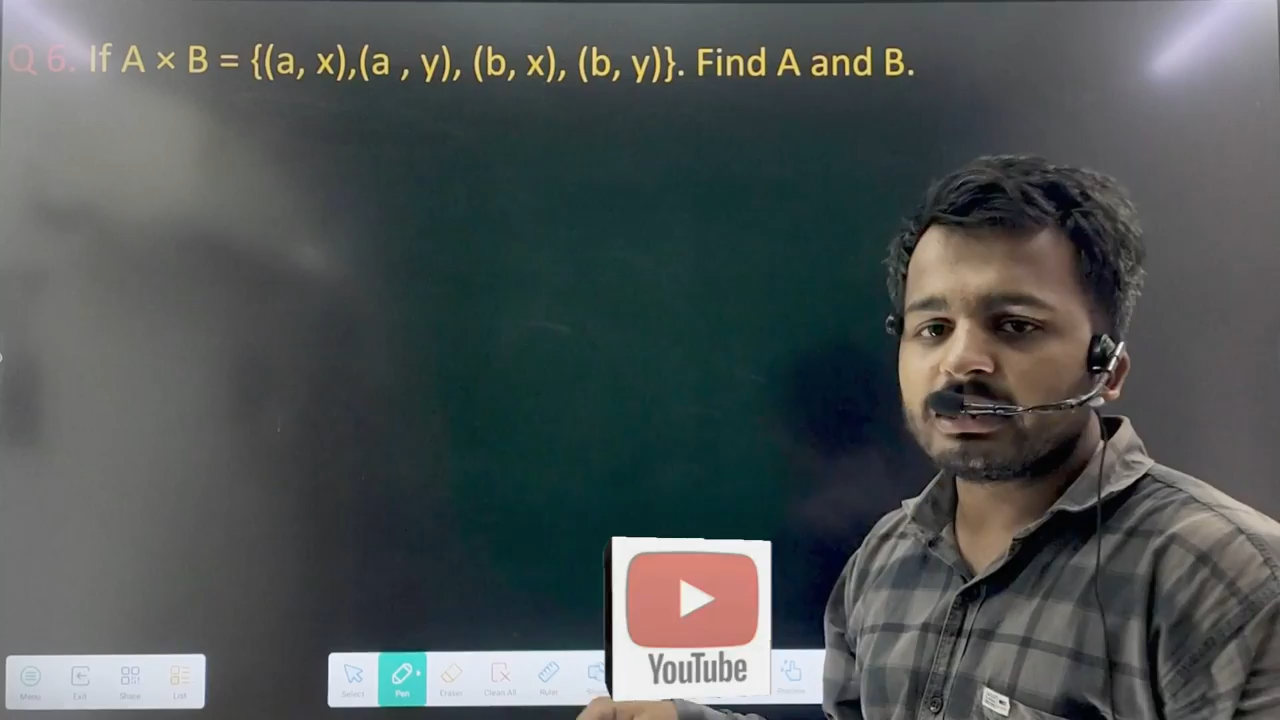 Q 6. If A × B = {(a, x),(a , y), (b, x), (b, y)}. Find A and B.
YouTube
Menu
Exit
Share
List
Select
Pen
Eraser
Clean All
Ruler